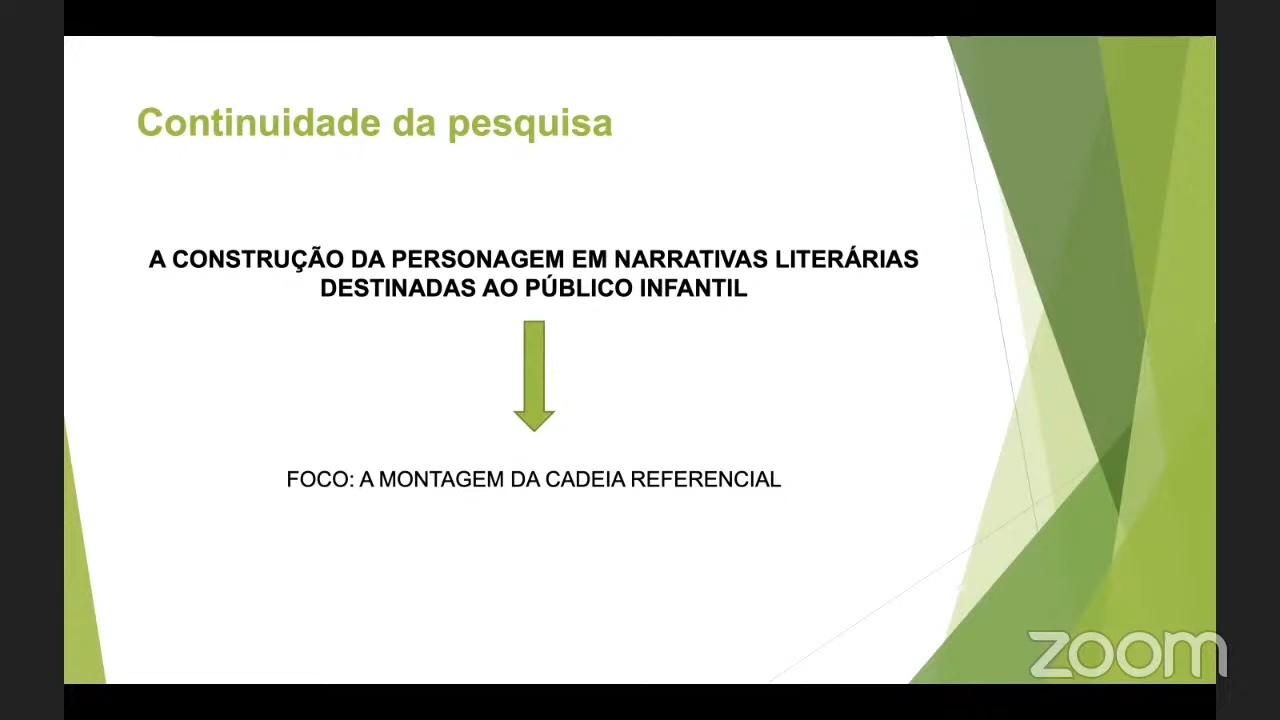 Continuidade da pesquisa
A CONSTRUÇÃO DA PERSONAGEM EM NARRATIVAS LITERÁRIAS
DESTINADAS AO PÚBLICO INFANTIL
FOCO: A MONTAGEM DA CADEIA REFERENCIAL
zoom